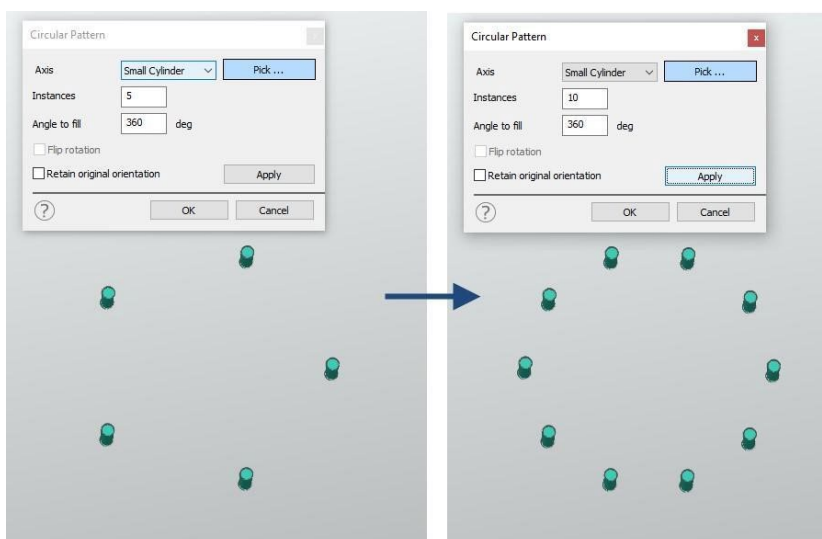 Circular Pattern
Axis Small Cylinder Pick ...
Instances 5
Angle to fill 360 deg
Flip rotation
Retain original orientation Apply
? OK Cancel
Circular Pattern x
Axis Small Cylinder Pick ...
Instances 10
Angle to fill 360 deg
Flip rotation
Retain original orientation Apply
? OK Cancel